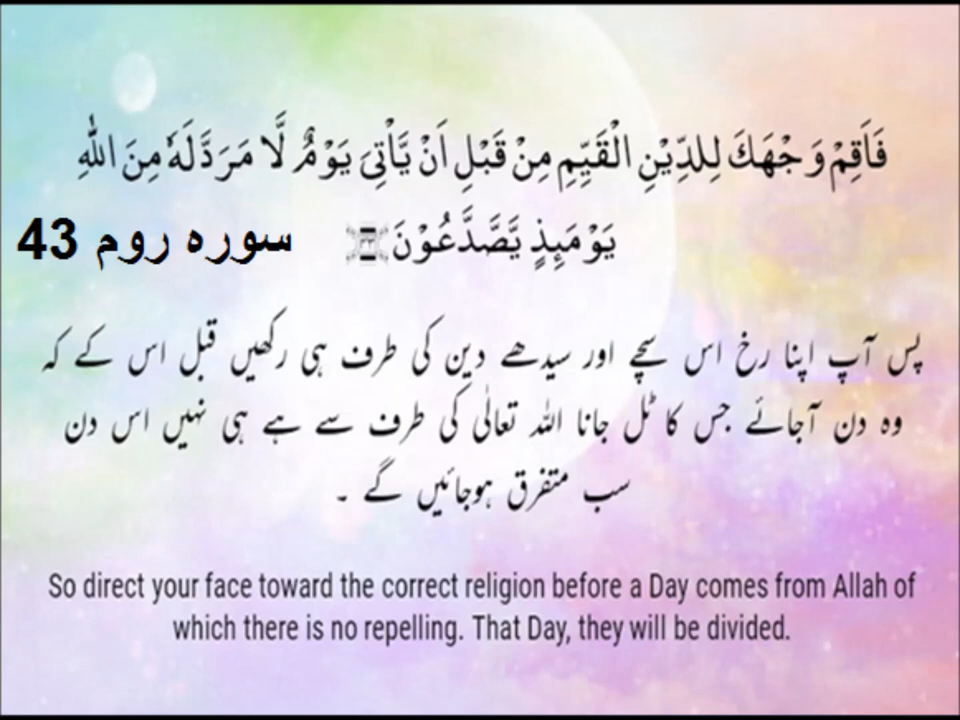 فَاَقِمْ وَجْهَكَ لِلدِّيْنِ الْقَيِّمِ مِنْ قَبْلِ اَنْ يَّاْتِيَ يَوْمٌ لَّا مَرَدَّ لَهٗ مِنَ اللّٰهِ
يَوْمَىِٕذٍ يَّصَّدَّعُوْنَ
سورہ روم 43
پس آپ اپنا رخ اس سچے اور سیدھے دین کی طرف ہی رکھیں قبل اس کے کہ
وہ دن آجائے جس کا ٹل جانا اللہ تعالٰی کی طرف سے ہے ہی نہیں اس دن
سب متفرق ہوجائیں گے ۔
So direct your face toward the correct religion before a Day comes from Allah of
which there is no repelling. That Day, they will be divided.